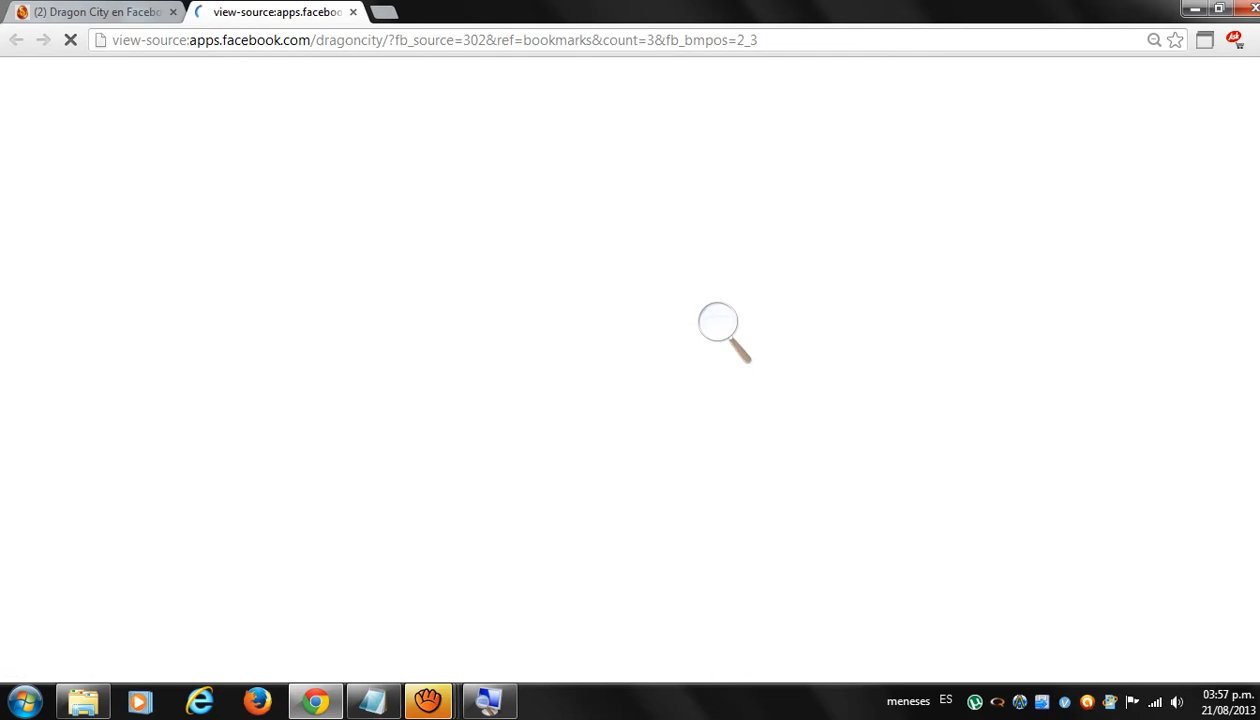 (2) Dragon City en Facebo
view-source:apps.faceboo
view-source:apps.facebook.com/dragoncity/?fb_source=302&ref=bookmarks&count=3&fb_bmpos=2_3
Ask
meneses
ES
03:57 p.m.
21/08/2013